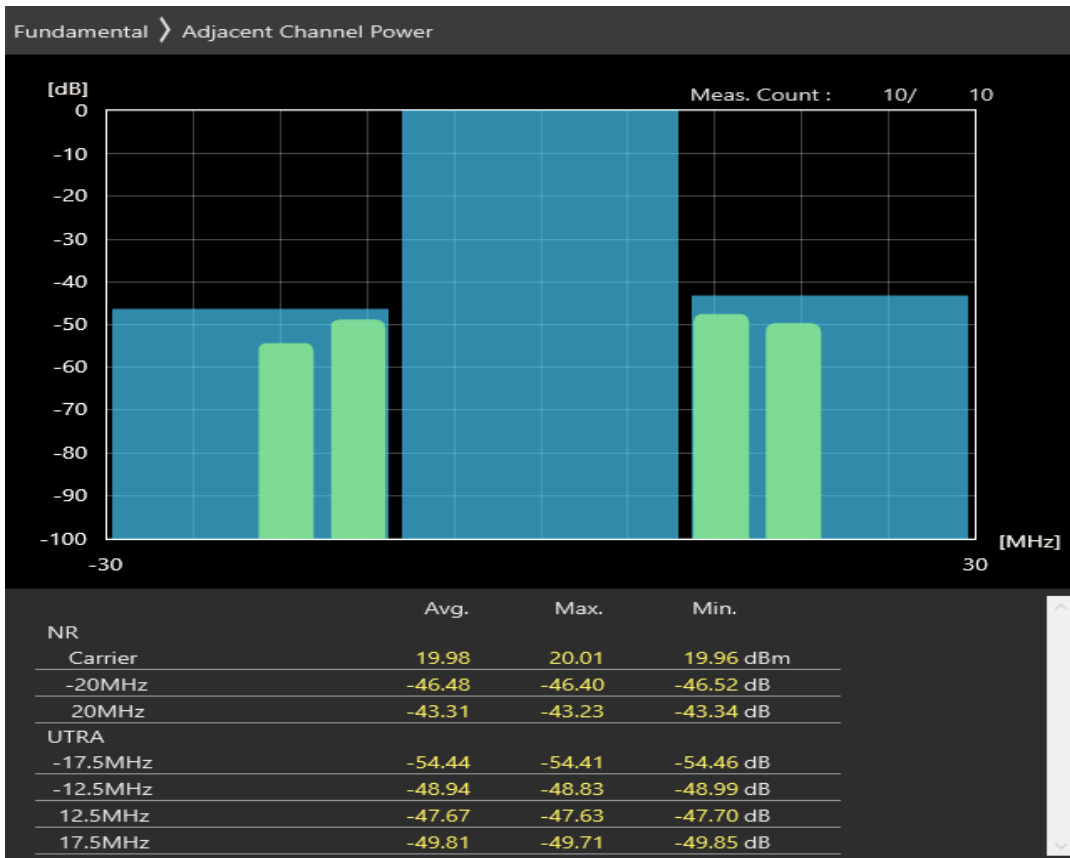 Fundamental 〉 Adjacent Channel Power
[dB]
Meas. Count : 10/ 10
0
-10
-20
-30
-40
-50
-60
-70
-80
-90
-100
[MHz]
-30 30
Avg. Max. Min.
NR
Carrier 19.98 20.01 19.96 dBm
-20MHz -46.48 -46.40 -46.52 dB
20MHz -43.31 -43.23 -43.34 dB
UTRA
-17.5MHz -54.44 -54.41 -54.46 dB
-12.5MHz -48.94 -48.83 -48.99 dB
12.5MHz -47.67 -47.63 -47.70 dB
17.5MHz -49.81 -49.71 -49.85 dB